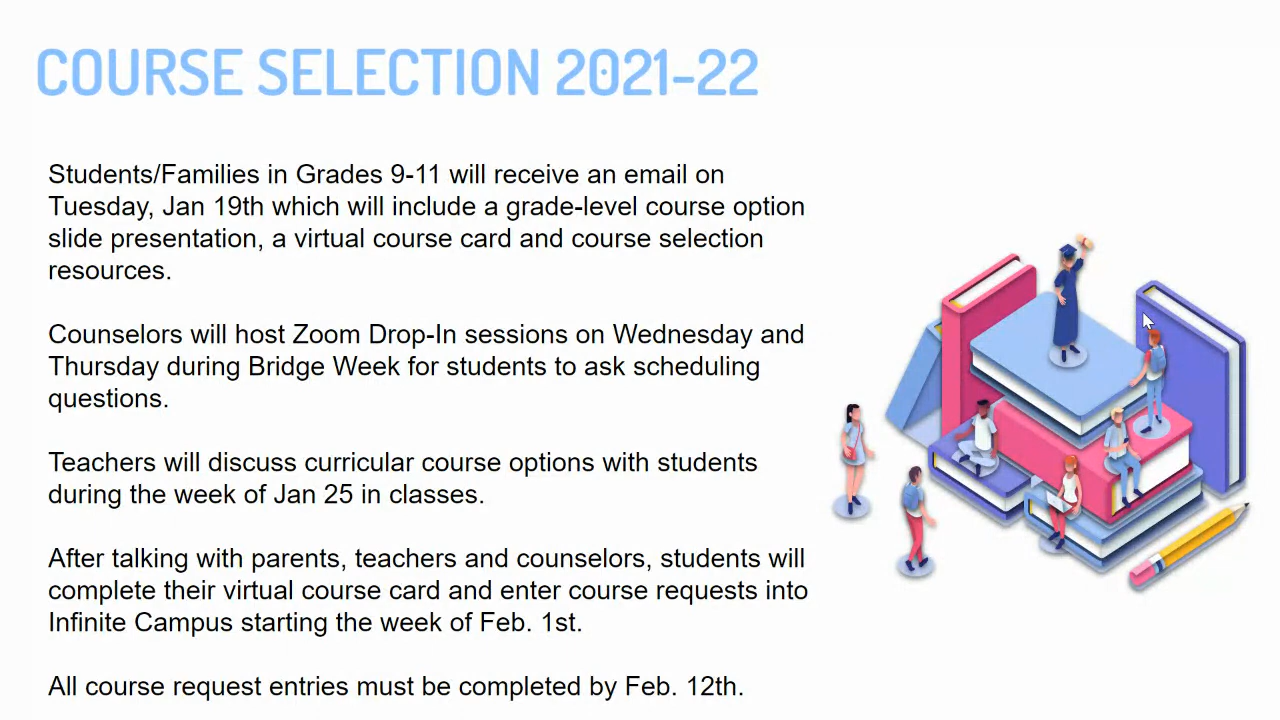 COURSE SELECTION 2021-22
Students/Families in Grades 9-11 will receive an email on
Tuesday, Jan 19th which will include a grade-level course option
slide presentation, a virtual course card and course selection
resources.
Counselors will host Zoom Drop-In sessions on Wednesday and
Thursday during Bridge Week for students to ask scheduling
questions.
Teachers will discuss curricular course options with students
during the week of Jan 25 in classes.
After talking with parents, teachers and counselors, students will
complete their virtual course card and enter course requests into
Infinite Campus starting the week of Feb. 1st.
All course request entries must be completed by Feb. 12th.